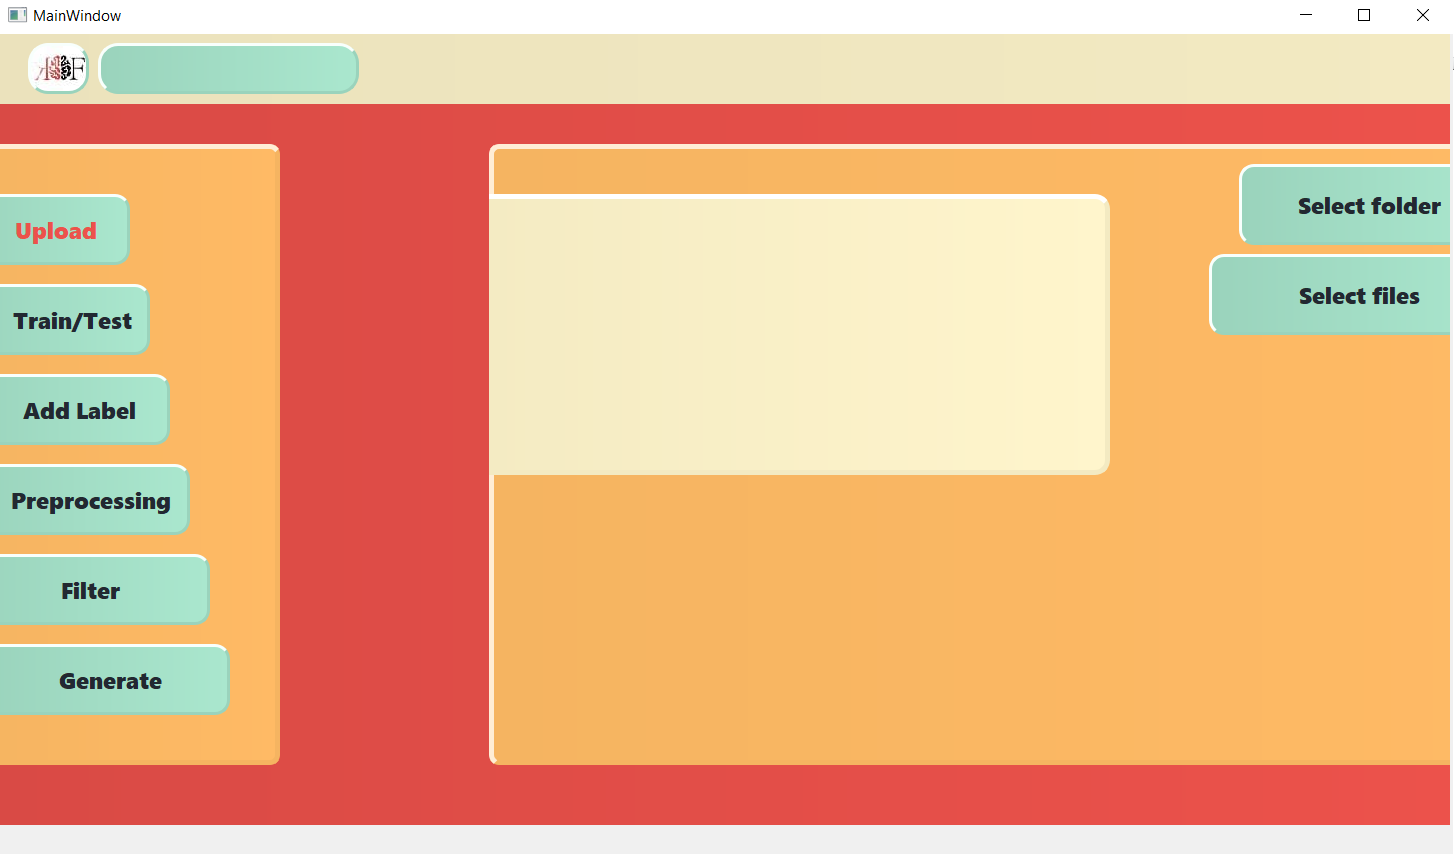 MainWindow
Upload
Train/Test
Add Label
Preprocessing
Filter
Generate
Select folder
Select files